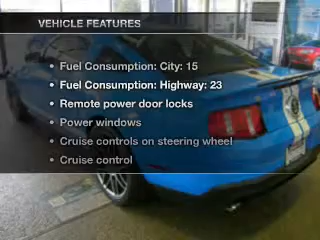 VEHICLE FEATURES
• Fuel Consumption: City: 15
• Fuel Consumption: Highway: 23
• Remote power door locks
• Power windows
• Cruise controls on steering wheel
• Cruise control